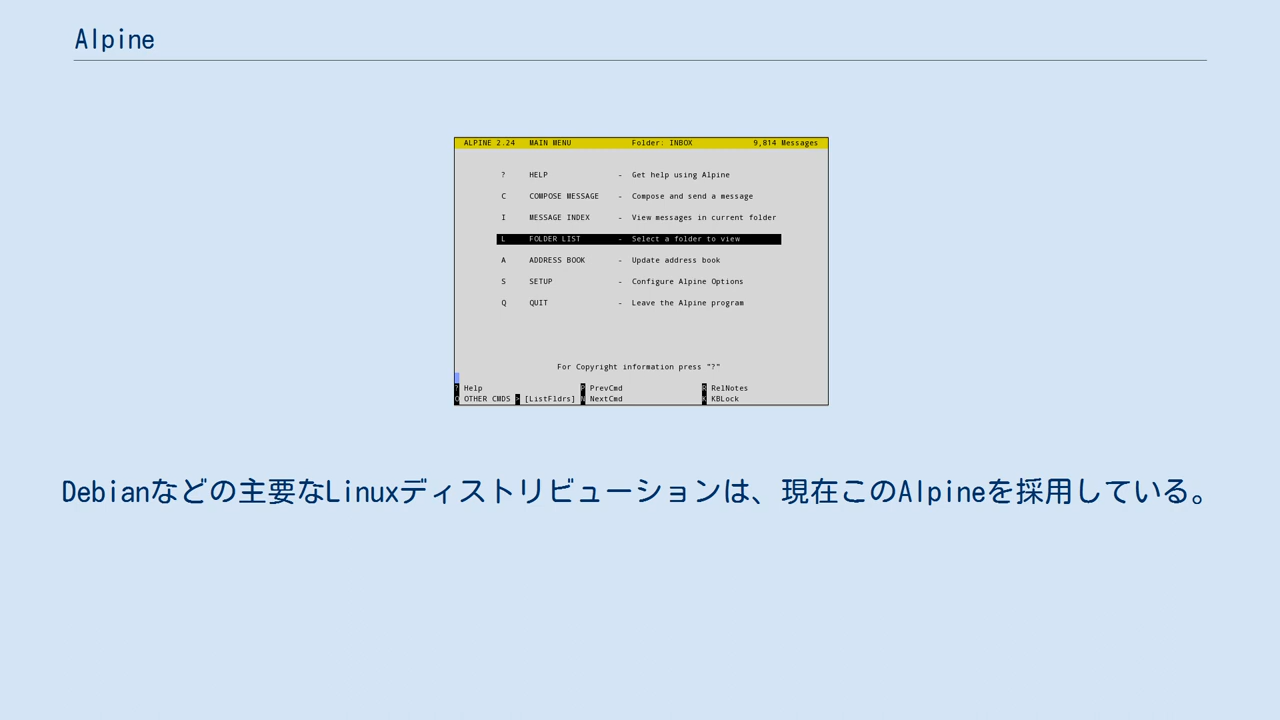 Alpine
ALPINE 2.24 MAIN MENU Folder: INBOX 9,814 Messages
? HELP - Get help using Alpine
C COMPOSE MESSAGE - Compose and send a message
I MESSAGE INDEX - View messages in current folder
L FOLDER LIST - Select a folder to view
A ADDRESS BOOK - Update address book
S SETUP - Configure Alpine Options
Q QUIT - Leave the Alpine program
For Copyright information press "?"
? Help P PrevCmd R RelNotes
O OTHER CMDS > [ListFldrs] N NextCmd K KBLock
Debianなどの主要なLinuxディストリビューションは、現在このAlpineを採用している。